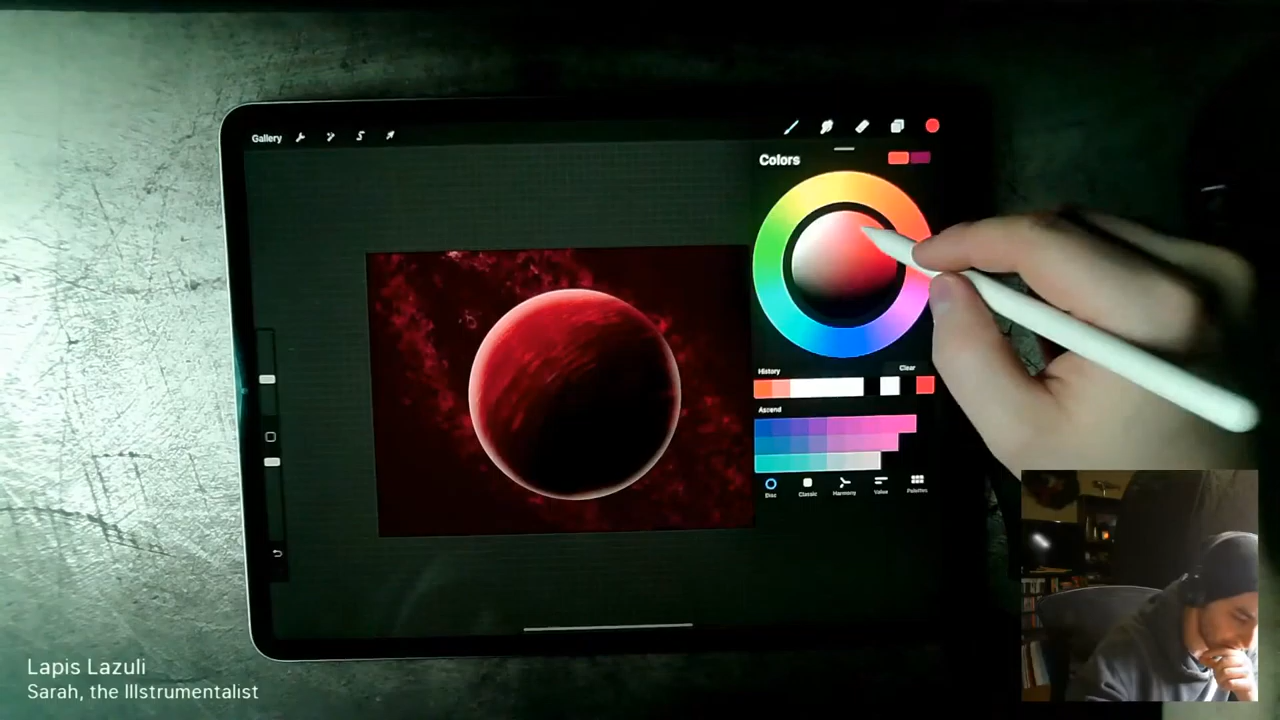 Gallery
Colors
History
Clear
Ascend
Disc
Classic
Harmony
Value
Palettes
Lapis Lazuli
Sarah, the Illstrumentalist